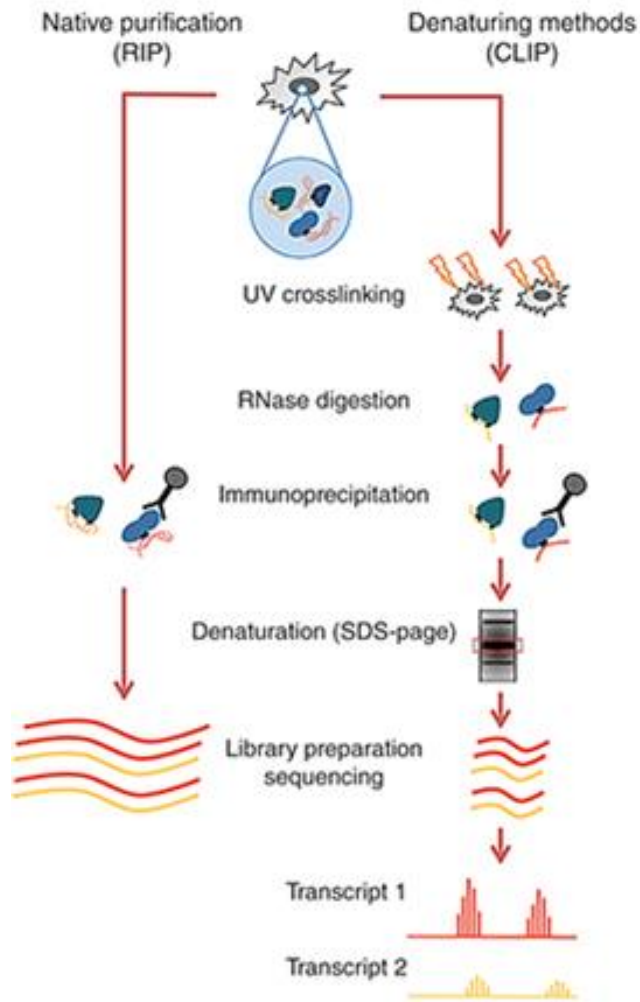 Native purification
(RIP)
Denaturing methods
(CLIP)
UV crosslinking
RNase digestion
Immunoprecipitation
Denaturation (SDS-page)
Library preparation
sequencing
Transcript 1
Transcript 2